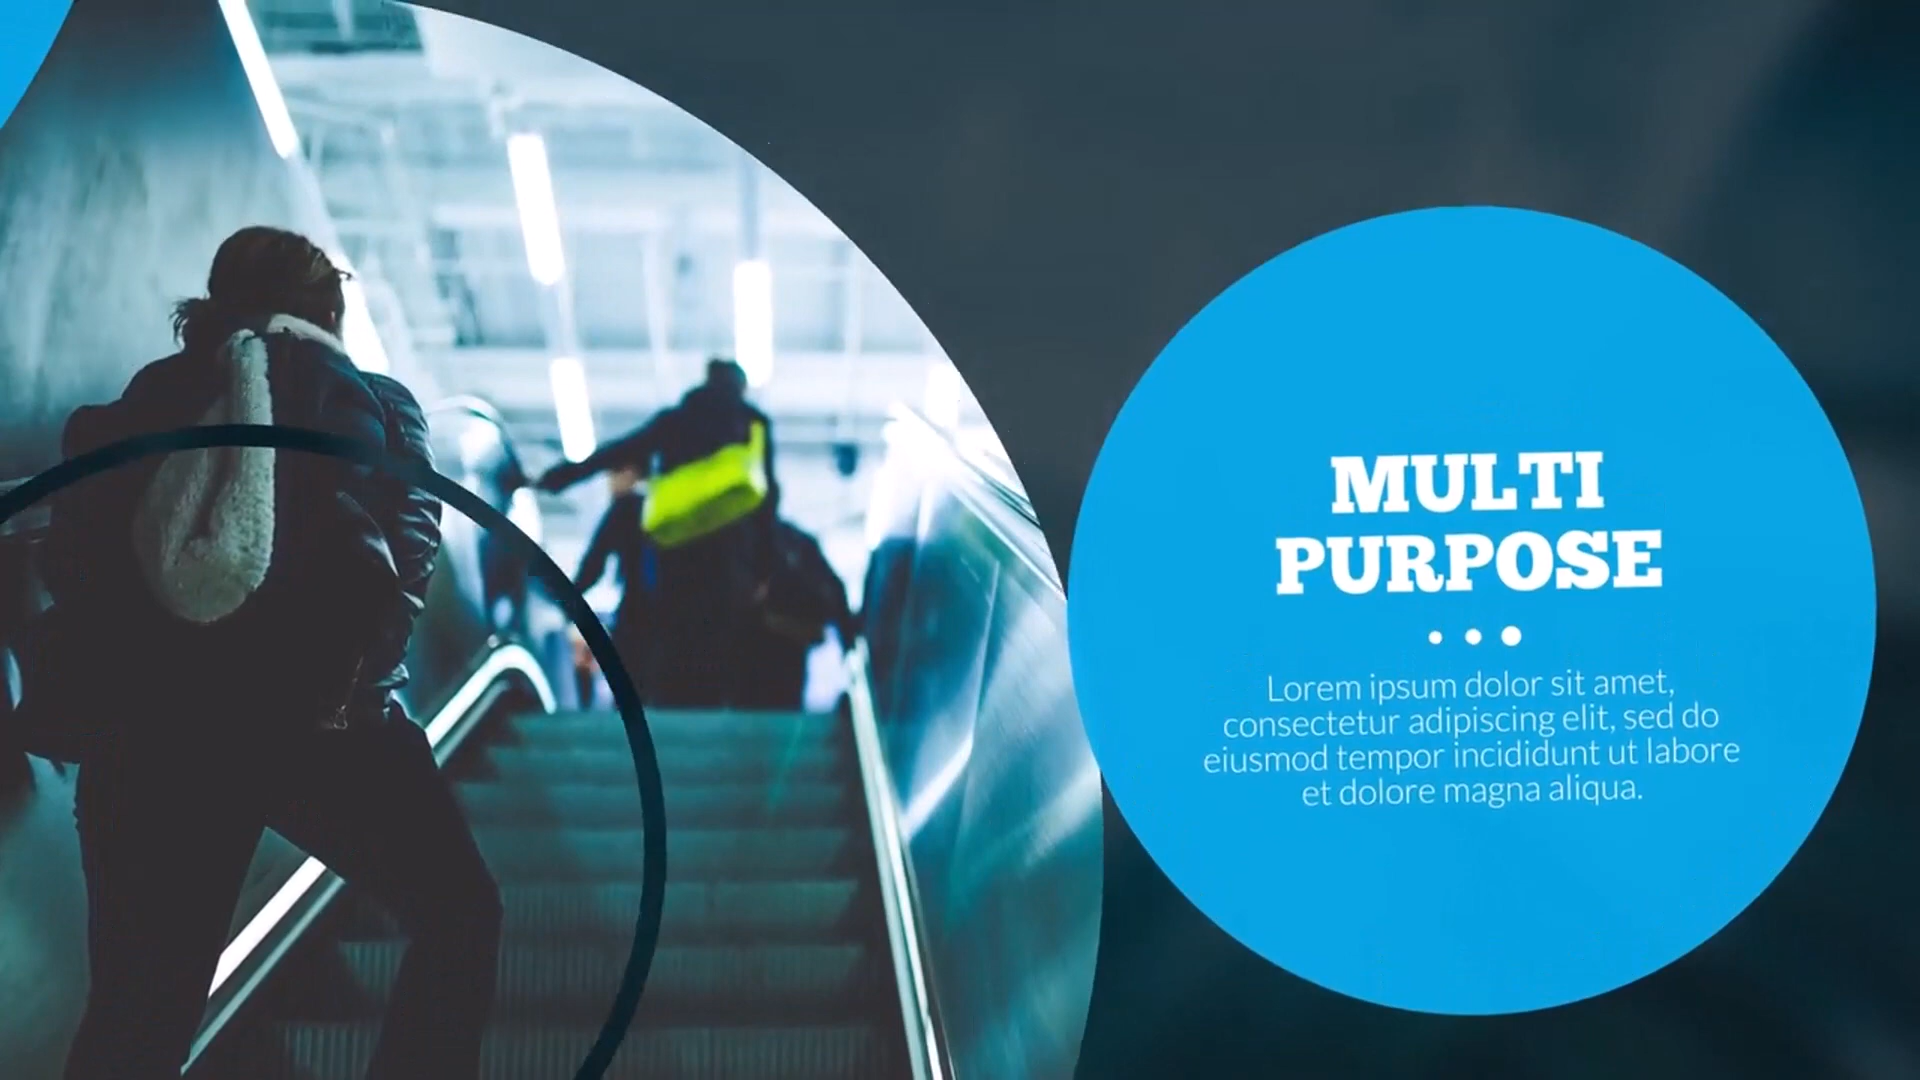 MULTI
PURPOSE
Lorem ipsum dolor sit amet,
consectetur adipiscing elit, sed do
eiusmod tempor incididunt ut labore
et dolore magna aliqua.